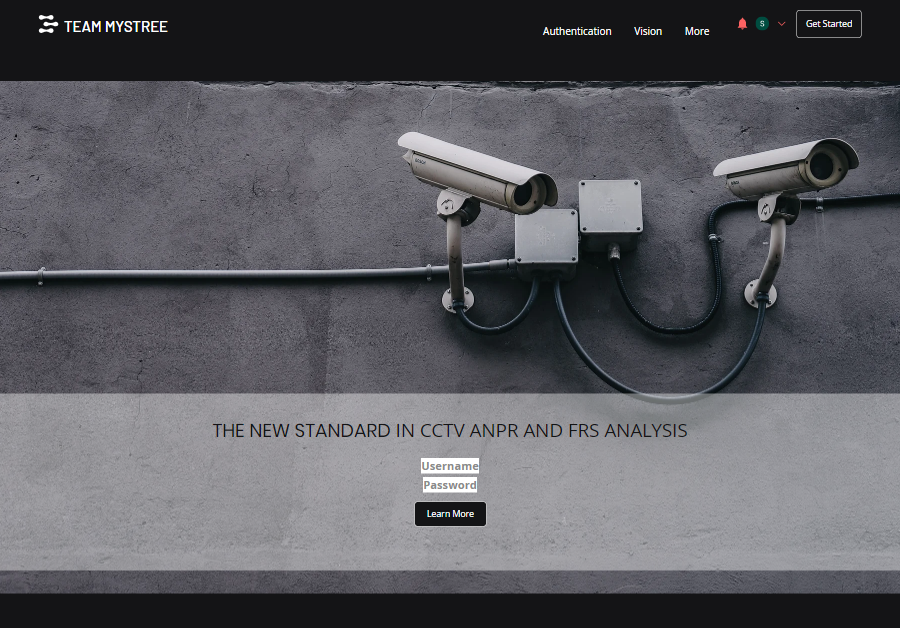 TEAM MYSTREE
Authentication Vision More S Get Started
THE NEW STANDARD IN CCTV ANPR AND FRS ANALYSIS
Username
Password
Learn More